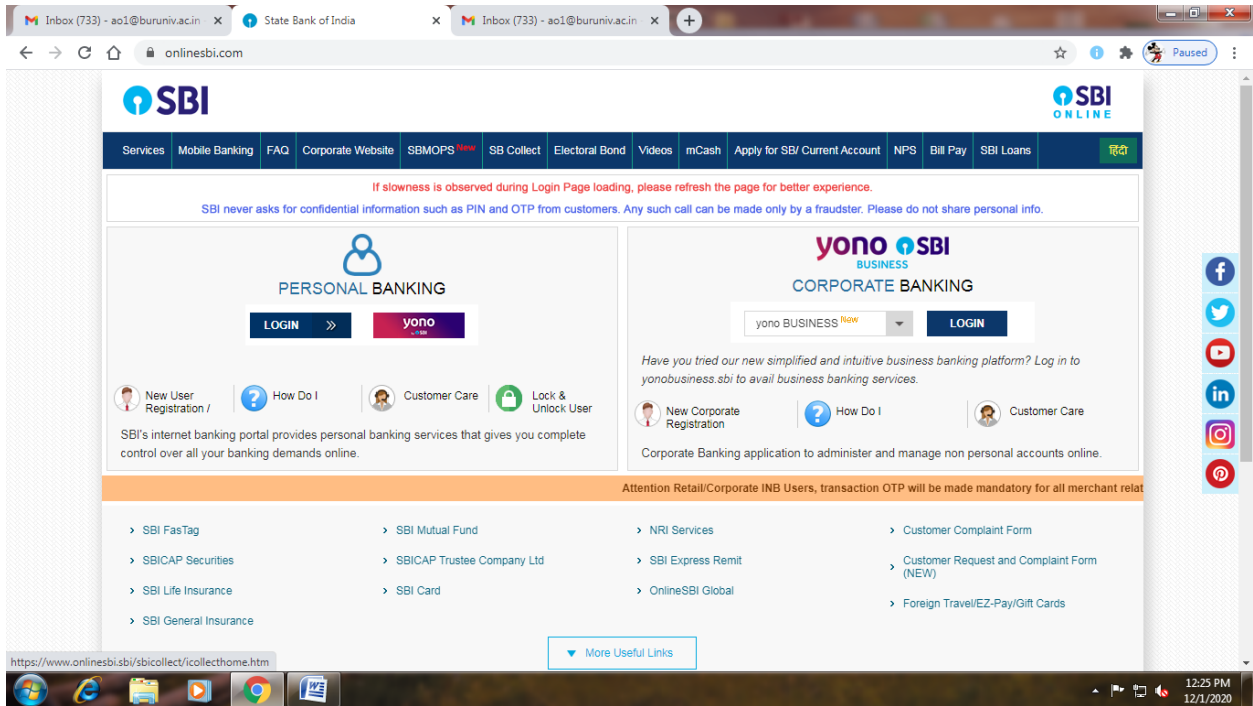 Inbox (733) - ao1@buruniv.ac.in
State Bank of India
Inbox (733) - ao1@buruniv.ac.in
onlinesbi.com
Paused
SBI
SBI
ONLINE
Services Mobile Banking FAQ Corporate Website SBMOPS New SB Collect Electoral Bond Videos mCash Apply for SB/ Current Account NPS Bill Pay SBI Loans हिंदी
If slowness is observed during Login Page loading, please refresh the page for better experience.
SBI never asks for confidential information such as PIN and OTP from customers. Any such call can be made only by a fraudster. Please do not share personal info.
PERSONAL BANKING
LOGIN »
yono
SBI
New User
Registration /
How Do I
Customer Care
Lock &
Unlock User
SBI's internet banking portal provides personal banking services that gives you complete
control over all your banking demands online.
yono SBI
BUSINESS
CORPORATE BANKING
yono BUSINESS New
LOGIN
Have you tried our new simplified and intuitive business banking platform? Log in to
yonobusiness.sbi to avail business banking services.
New Corporate
Registration
How Do I
Customer Care
Corporate Banking application to administer and manage non personal accounts online.
Attention Retail/Corporate INB Users, transaction OTP will be made mandatory for all merchant relat
SBI FasTag
SBICAP Securities
SBI Life Insurance
SBI General Insurance
SBI Mutual Fund
SBICAP Trustee Company Ltd
SBI Card
NRI Services
SBI Express Remit
OnlineSBI Global
Customer Complaint Form
Customer Request and Complaint Form
(NEW)
Foreign Travel/EZ-Pay/Gift Cards
More Useful Links
https://www.onlinesbi.sbi/sbicollect/icollecthome.htm
12:25 PM
12/1/2020